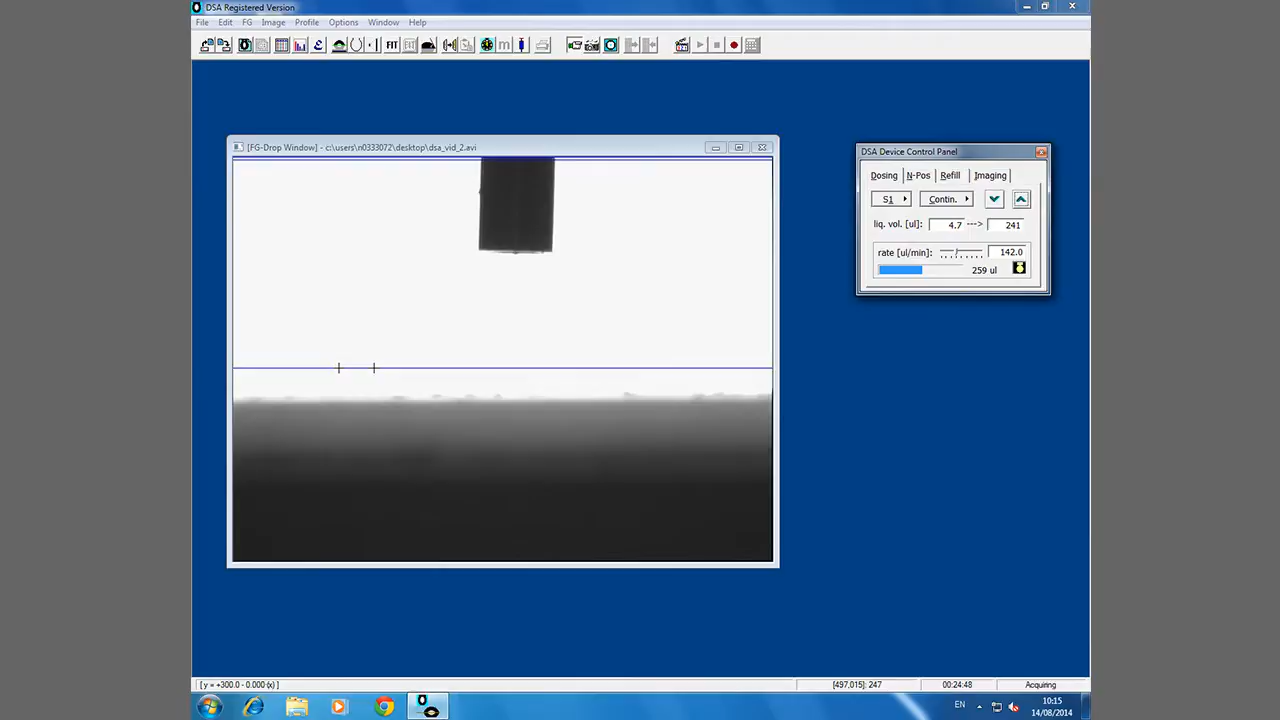 DSA Registered Version
File Edit FG Image Profile Options Window Help
FIT
m
[FG-Drop Window] - c:\users\n0333072\desktop\dsa_vid_2.avi
DSA Device Control Panel
Dosing N-Pos Refill Imaging
S1 Contin.
liq. vol. [ul]: 4.7 ---> 241
rate [ul/min]: 142.0
259 ul
[ y = +300.0 - 0.000 (x) ] [497,015]: 247 00:24:48 Acquiring
EN 10:15
14/08/2014